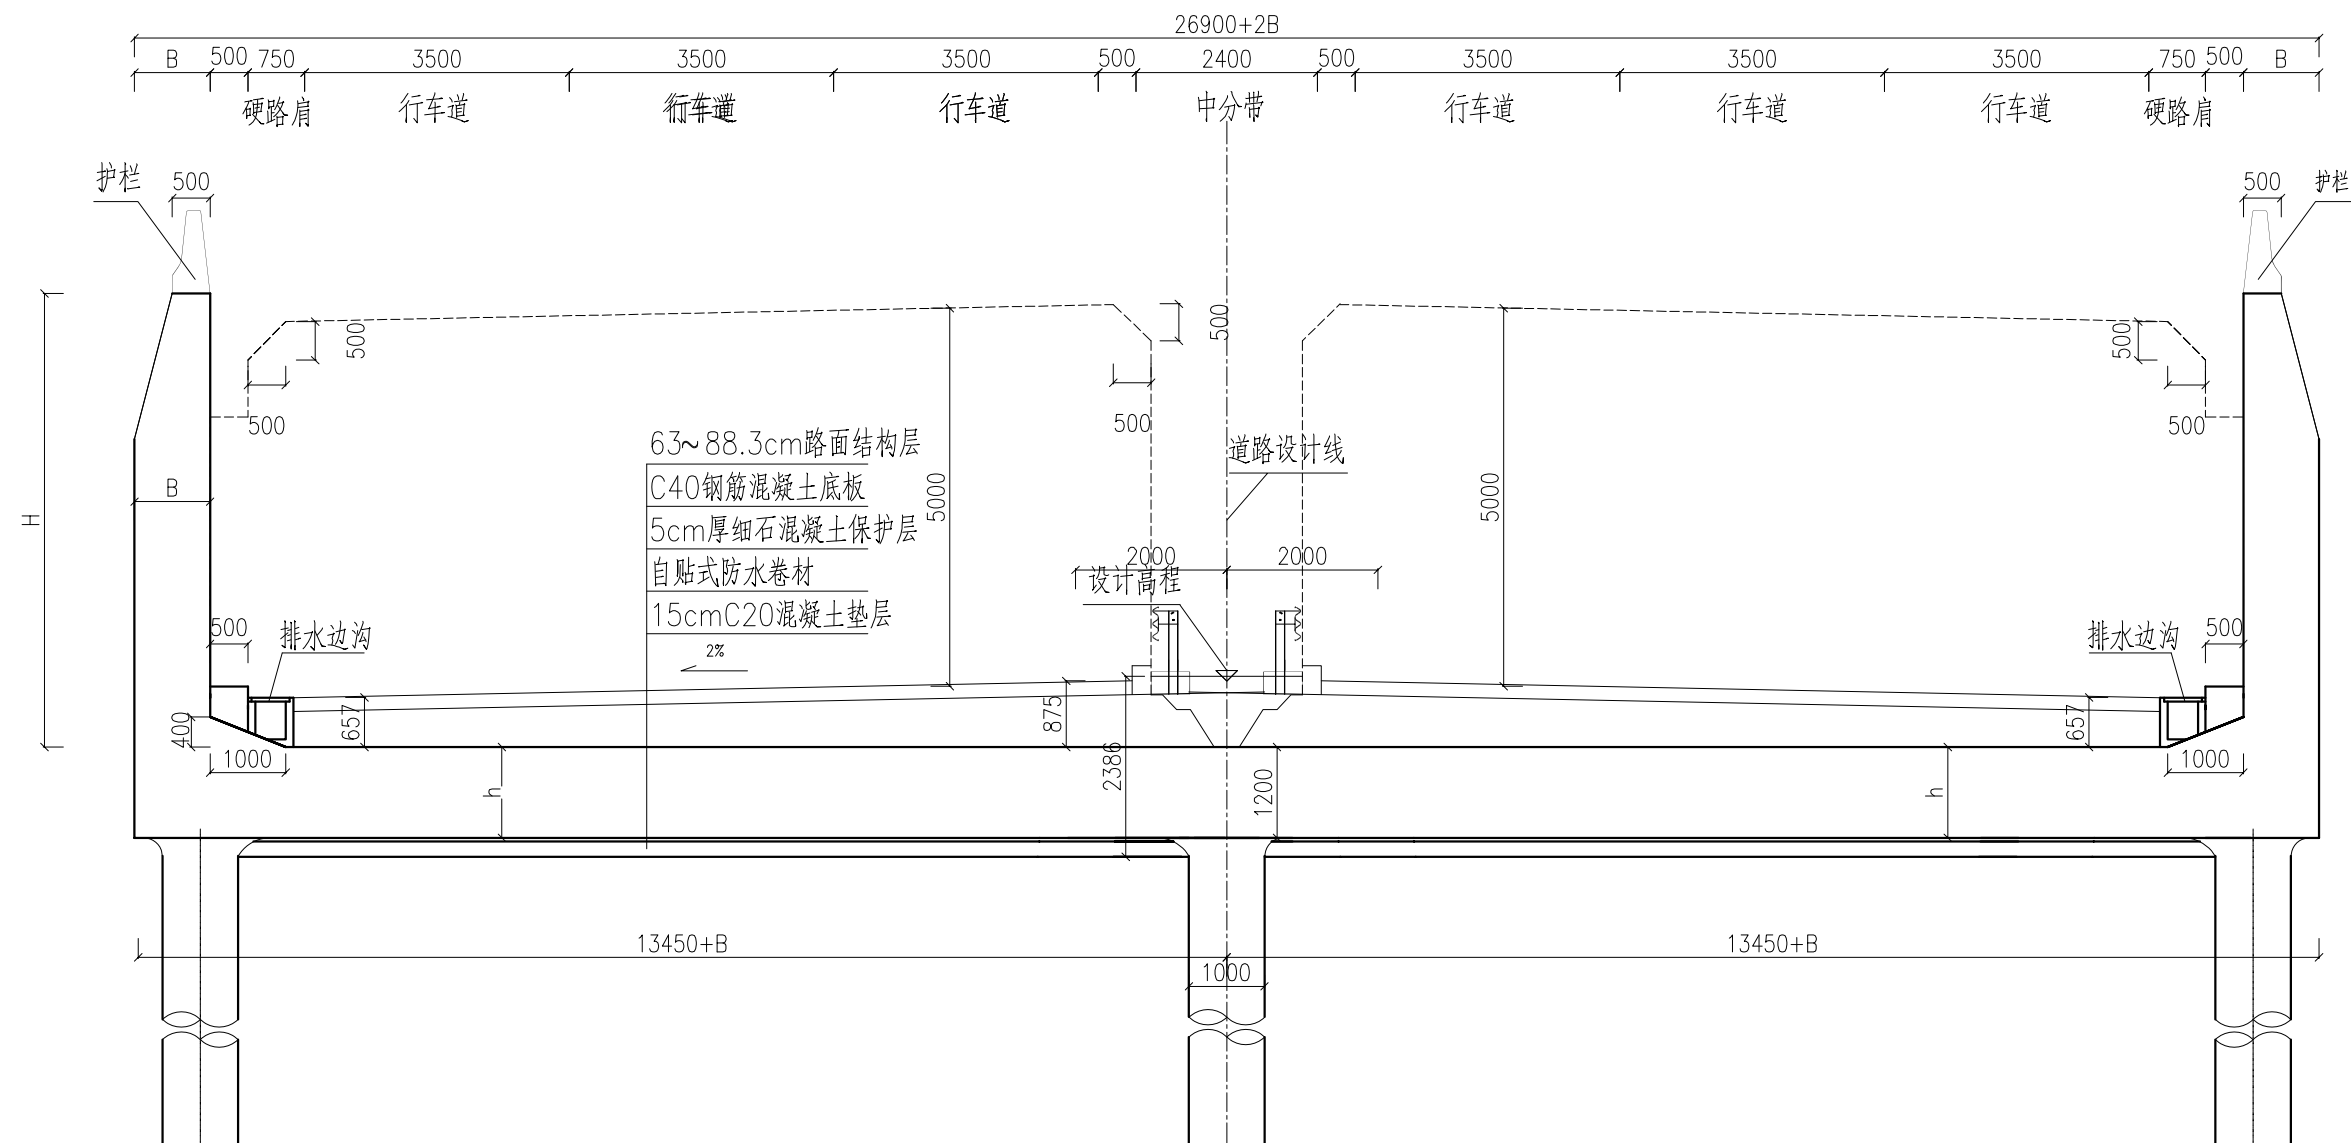 26900+2B
B 500 750 3500 3500 3500 500 2400 500 3500 3500 3500 750 500 B
硬路肩 行车道 行车道 行车道 中分带 行车道 行车道 行车道 硬路肩
护栏 500 500 护栏
500 500 500
500 500 500
道路设计线
63~88.3cm路面结构层
C40钢筋混凝土底板
5cm厚细石混凝土保护层
自贴式防水卷材
15cmC20混凝土垫层
2%
B
H
5000 5000
2000 2000
设计高程
500 排水边沟 排水边沟 500
400 657 875 657
1000 2386 1000
h 1200 h
13450+B 13450+B
1000